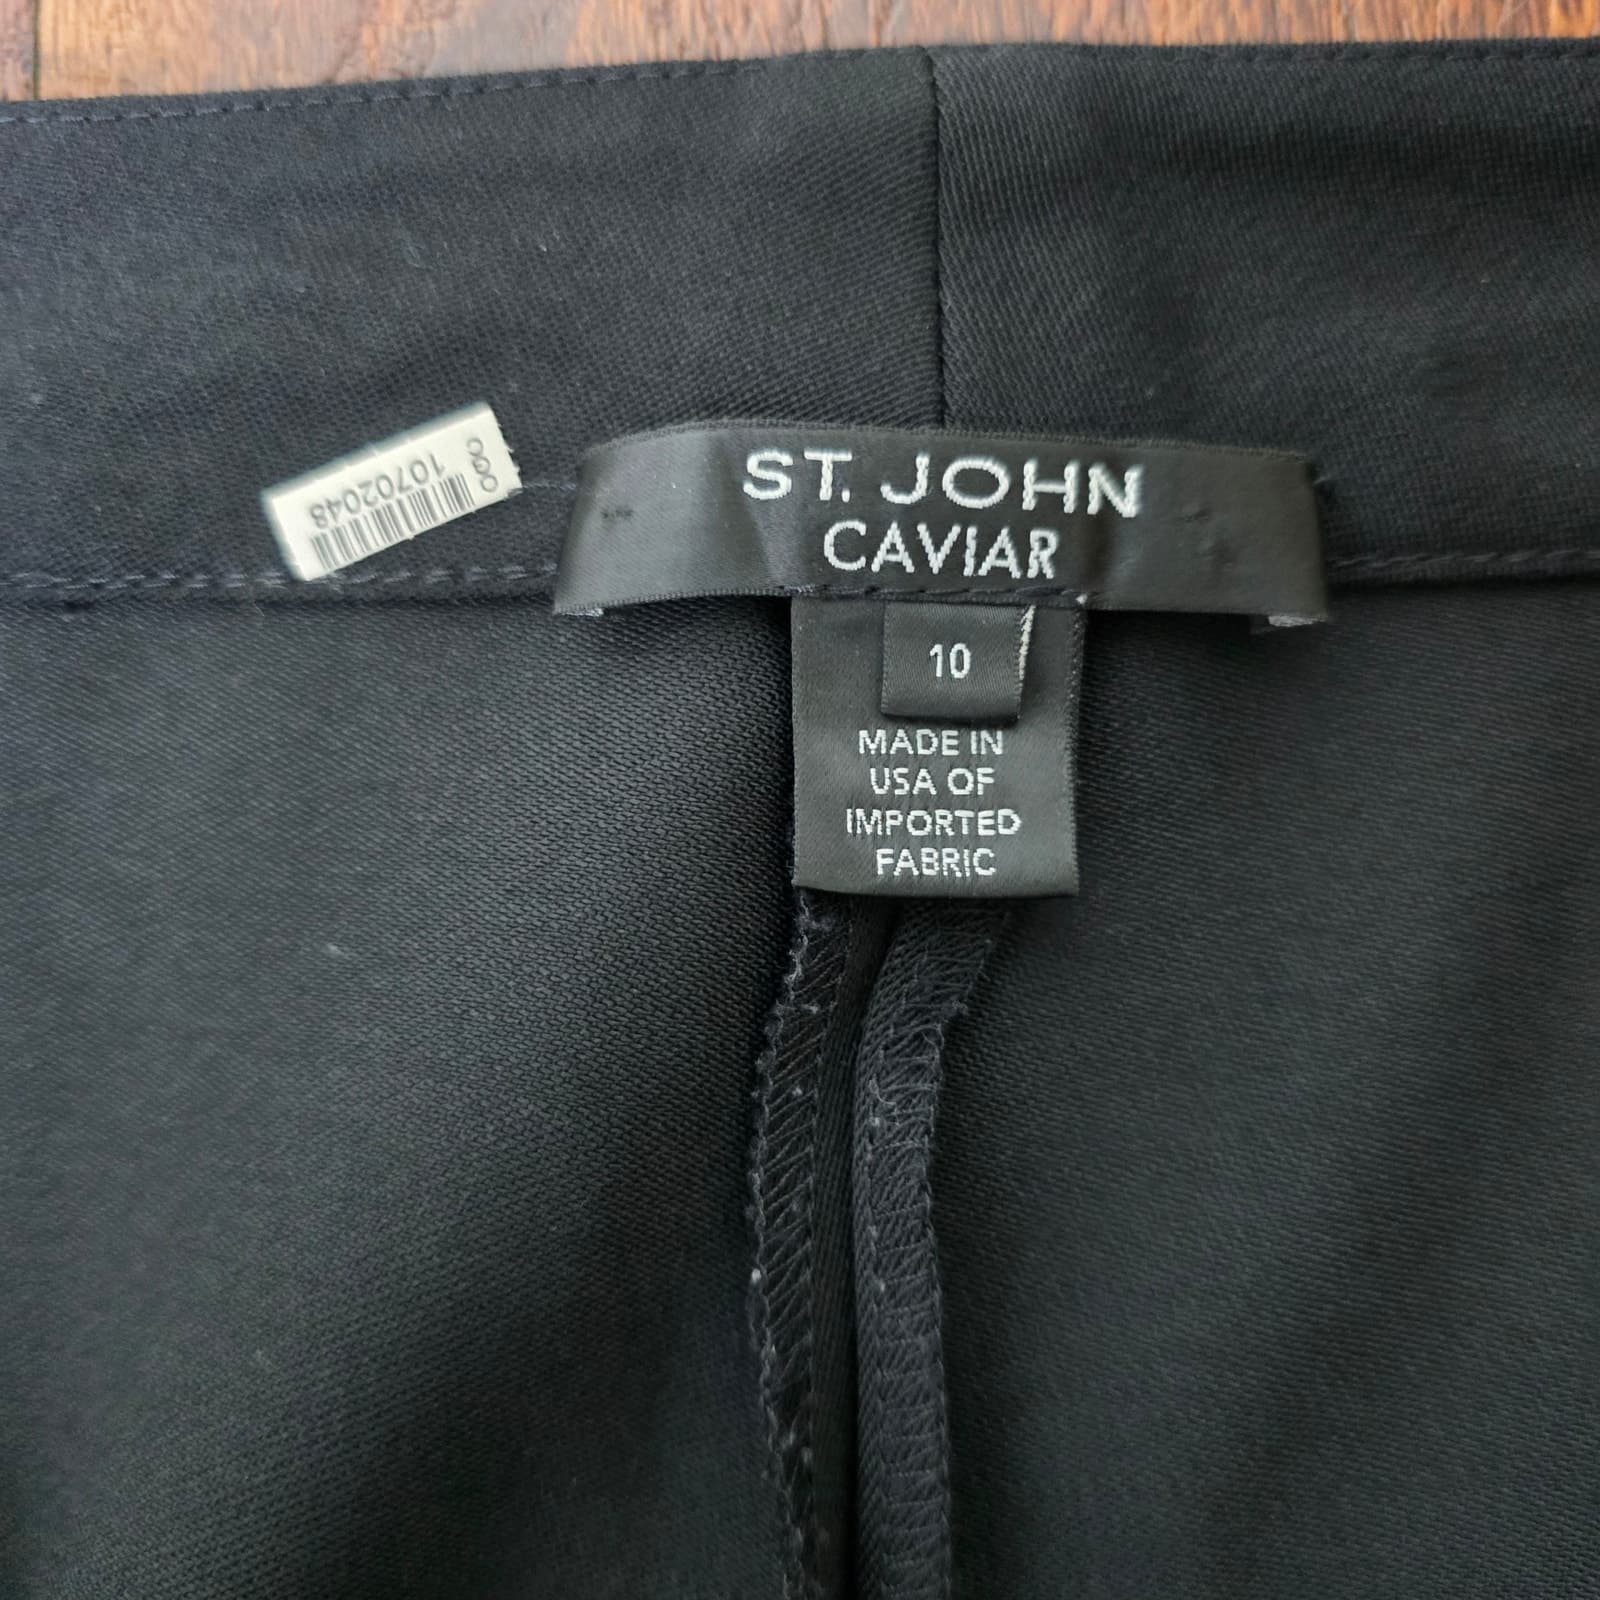 10702048
ST. JOHN
CAVIAR
10
MADE IN
USA OF
IMPORTED
FABRIC